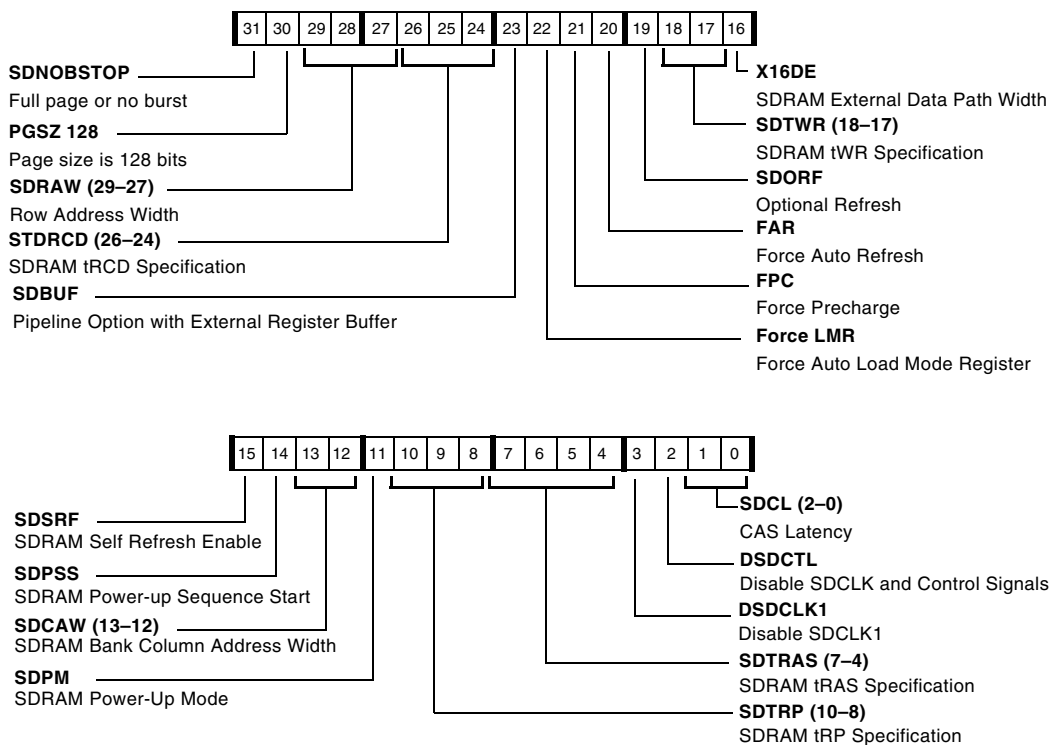 31 30 29 28 27 26 25 24 23 22 21 20 19 18 17 16
SDNOBSTOP
Full page or no burst
PGSZ 128
Page size is 128 bits
SDRAW (29–27)
Row Address Width
STDRCD (26–24)
SDRAM tRCD Specification
SDBUF
Pipeline Option with External Register Buffer
X16DE
SDRAM External Data Path Width
SDTWR (18–17)
SDRAM tWR Specification
SDORF
Optional Refresh
FAR
Force Auto Refresh
FPC
Force Precharge
Force LMR
Force Auto Load Mode Register
15 14 13 12 11 10 9 8 7 6 5 4 3 2 1 0
SDSRF
SDRAM Self Refresh Enable
SDPSS
SDRAM Power-up Sequence Start
SDCAW (13–12)
SDRAM Bank Column Address Width
SDPM
SDRAM Power-Up Mode
SDCL (2–0)
CAS Latency
DSDCTL
Disable SDCLK and Control Signals
DSDCLK1
Disable SDCLK1
SDTRAS (7–4)
SDRAM tRAS Specification
SDTRP (10–8)
SDRAM tRP Specification